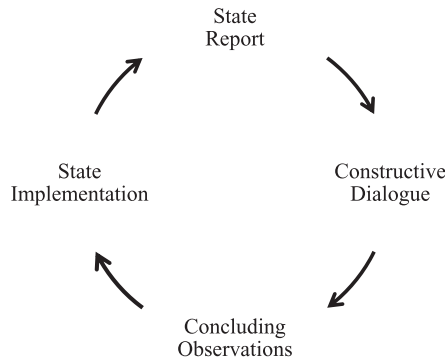 State
Report
Constructive
Dialogue
Concluding
Observations
State
Implementation